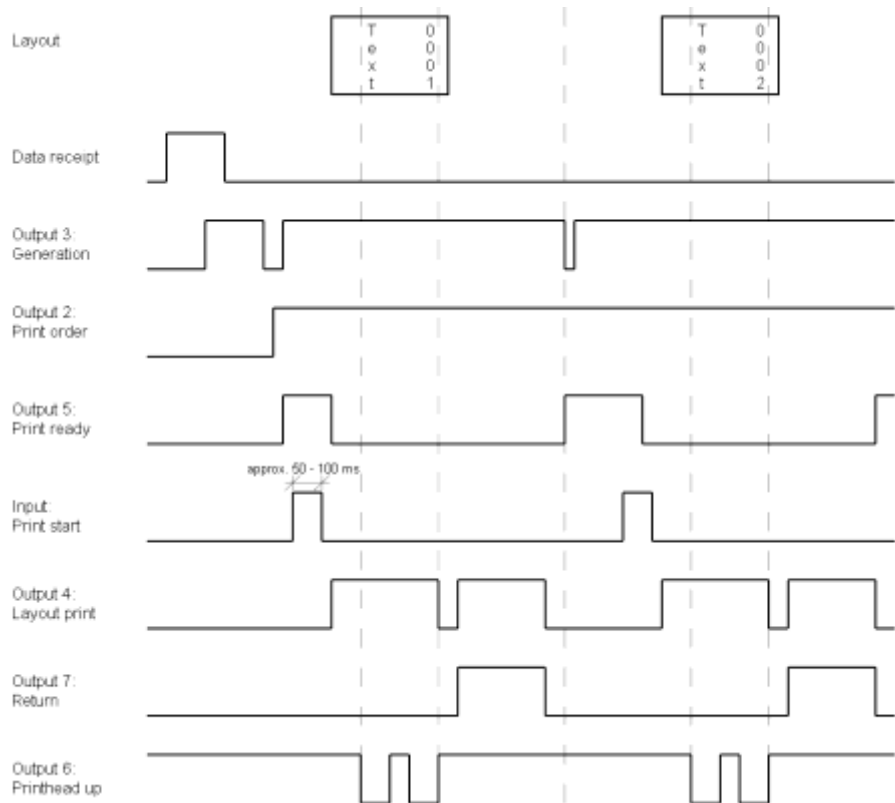 Layout
T 0
e 0
x 0
t 1
T 0
e 0
x 0
t 2
Data receipt
Output 3:
Generation
Output 2:
Print order
Output 5:
Print ready
approx. 50 - 100 ms
Input:
Print start
Output 4:
Layout print
Output 7:
Return
Output 6:
Printhead up